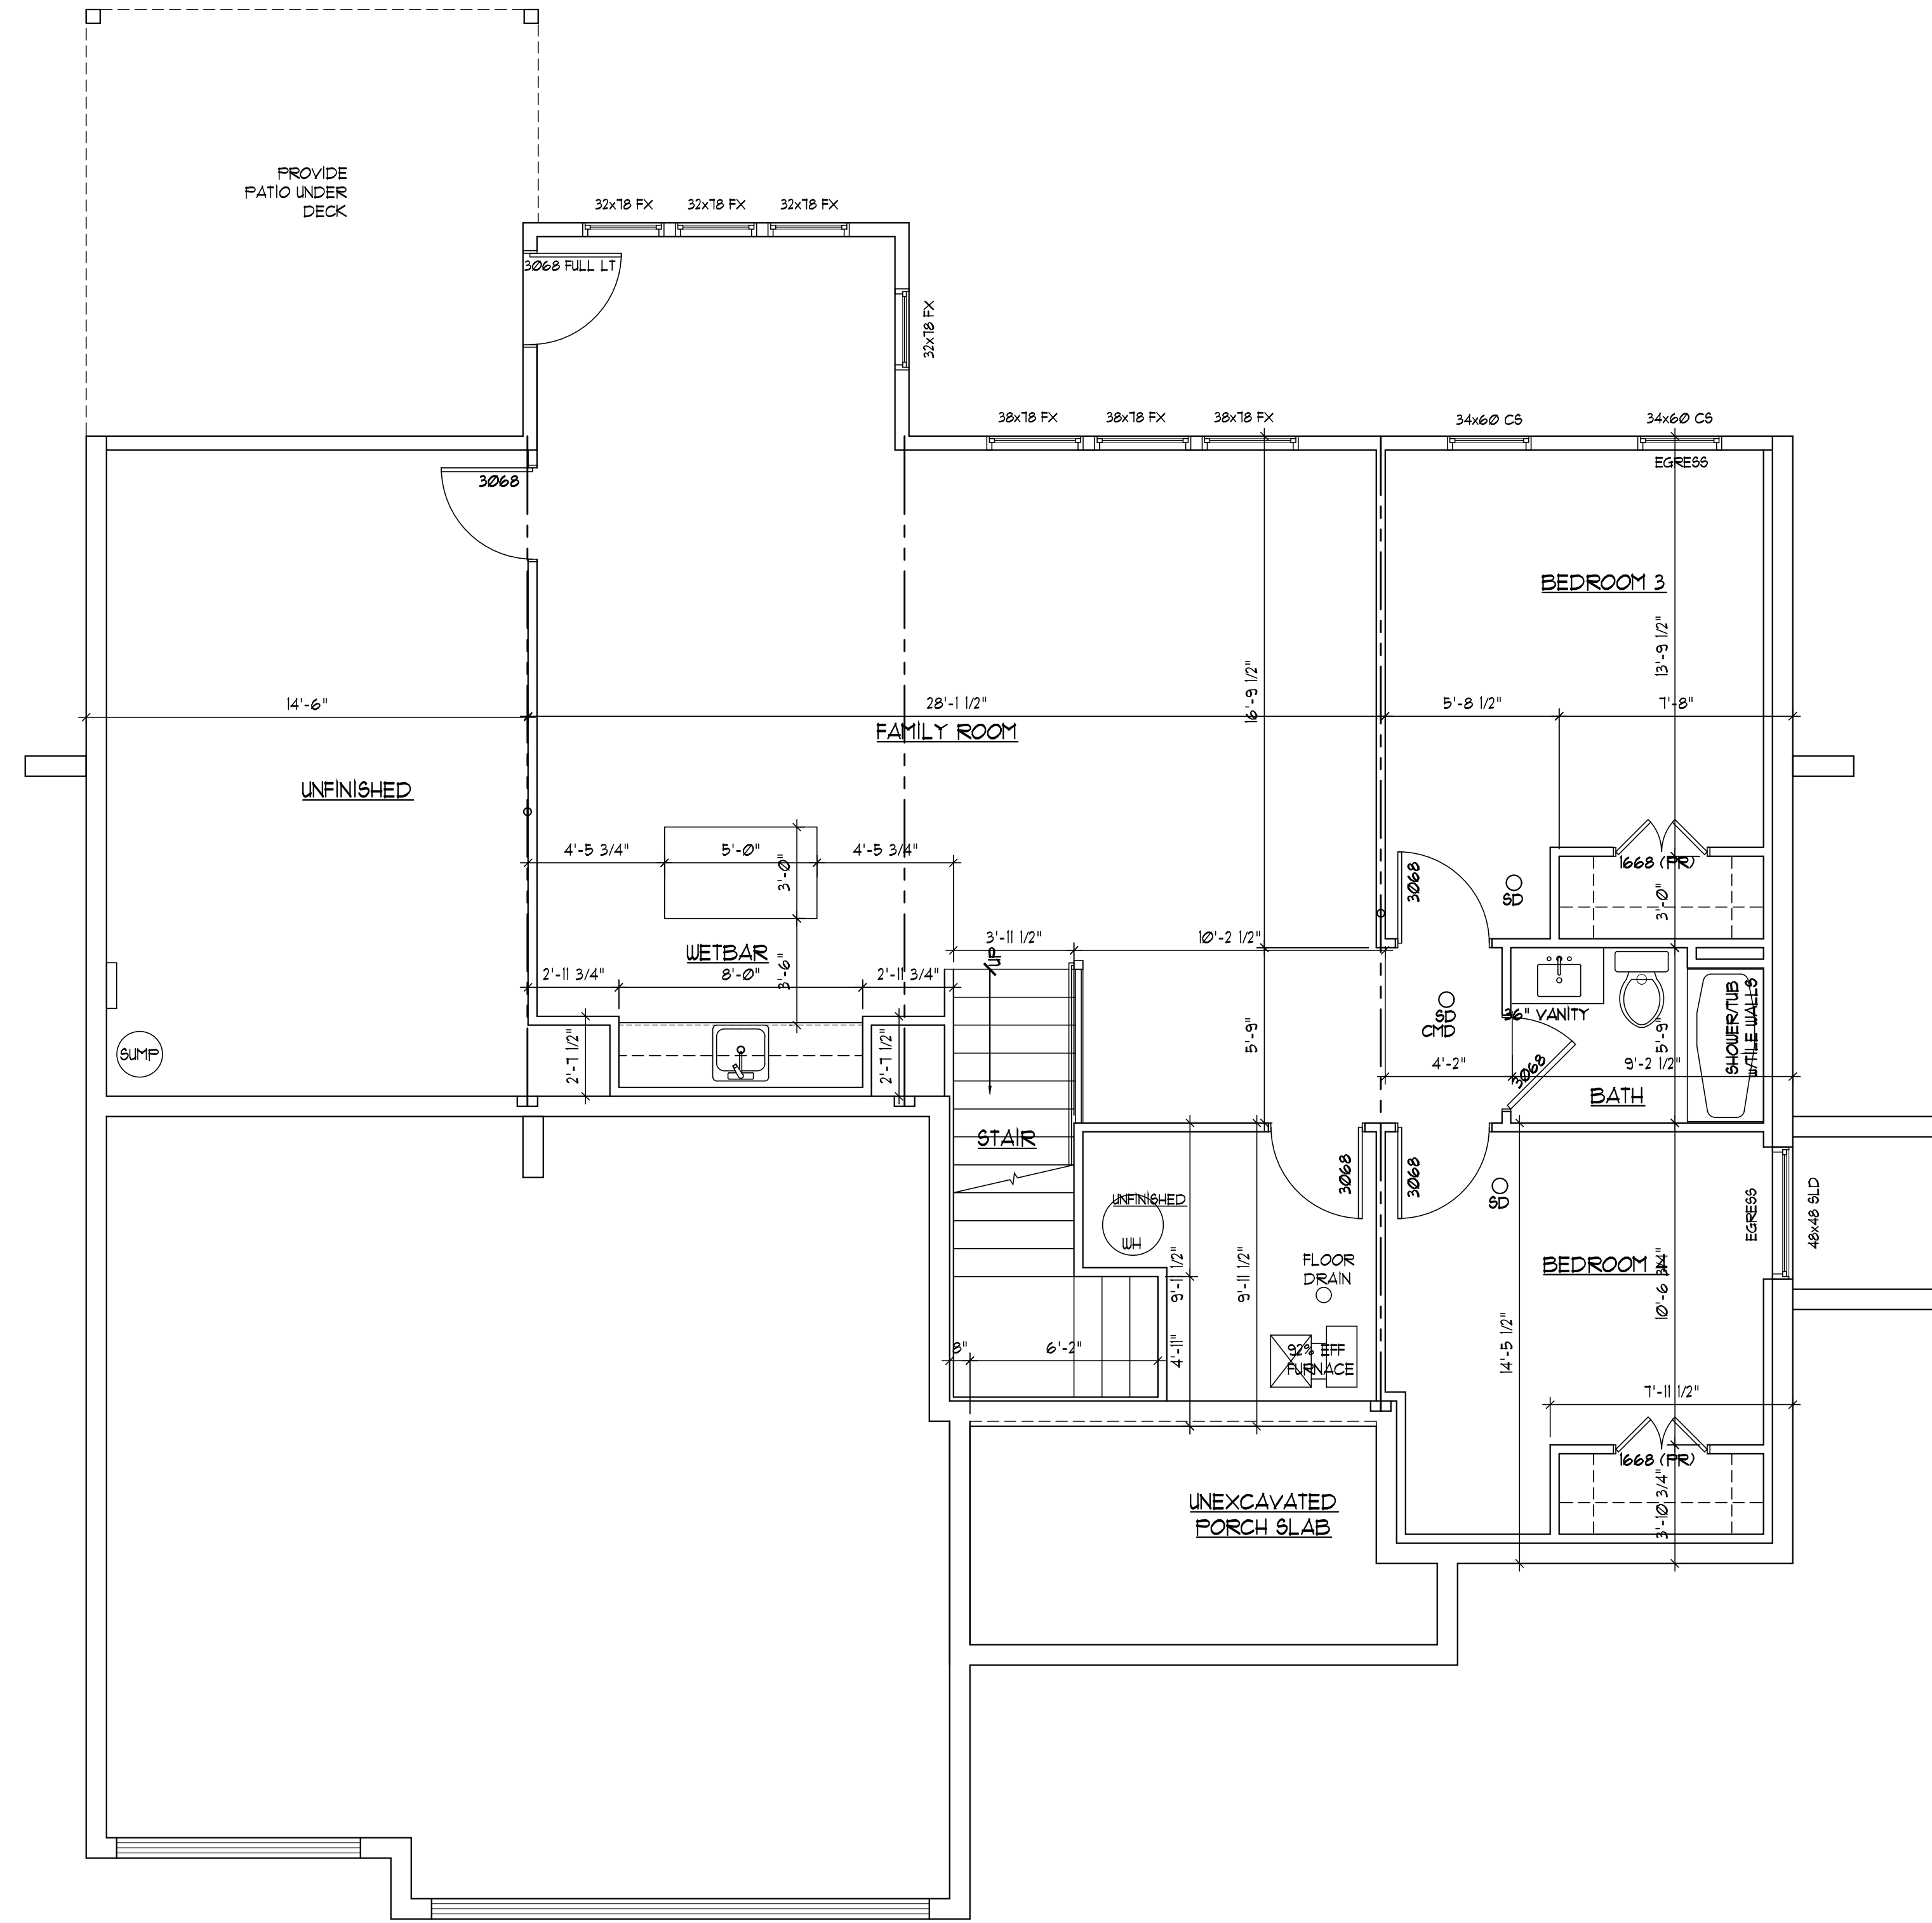 PROVIDE
PATIO UNDER
DECK
32x78 FX
32x78 FX
32x78 FX
3068 FULL LT
32x78 FX
38x78 FX
38x78 FX
38x78 FX
34x60 CS
34x60 CS
EGRESS
3068
BEDROOM 3
13'-9 1/2"
16'-9 1/2"
14'-6"
28'-1 1/2"
5'-8 1/2"
7'-8"
FAMILY ROOM
UNFINISHED
4'-5 3/4"
5'-0"
4'-5 3/4"
3'-0"
1668 (PR)
3068
SD
3'-0"
WETBAR
3'-11 1/2"
10'-2 1/2"
UP
2'-11 3/4"
8'-0"
2'-11 3/4"
3'-6"
SD
CMD
36" VANITY
SHOWER/TUB
w/TILE WALLS
SUMP
2'-7 1/2"
2'-7 1/2"
5'-9"
5'-9"
4'-2"
9'-2 1/2"
3068
BATH
STAIR
3068
3068
SD
UNFINISHED
WH
EGRESS
48x48 SLD
FLOOR
DRAIN
9'-11 1/2"
9'-11 1/2"
BEDROOM 4
10'-6 3/4"
14'-5 1/2"
8"
6'-2"
4'-11"
92% EFF
FURNACE
7'-11 1/2"
1668 (PR)
3'-10 3/4"
UNEXCAVATED
PORCH SLAB